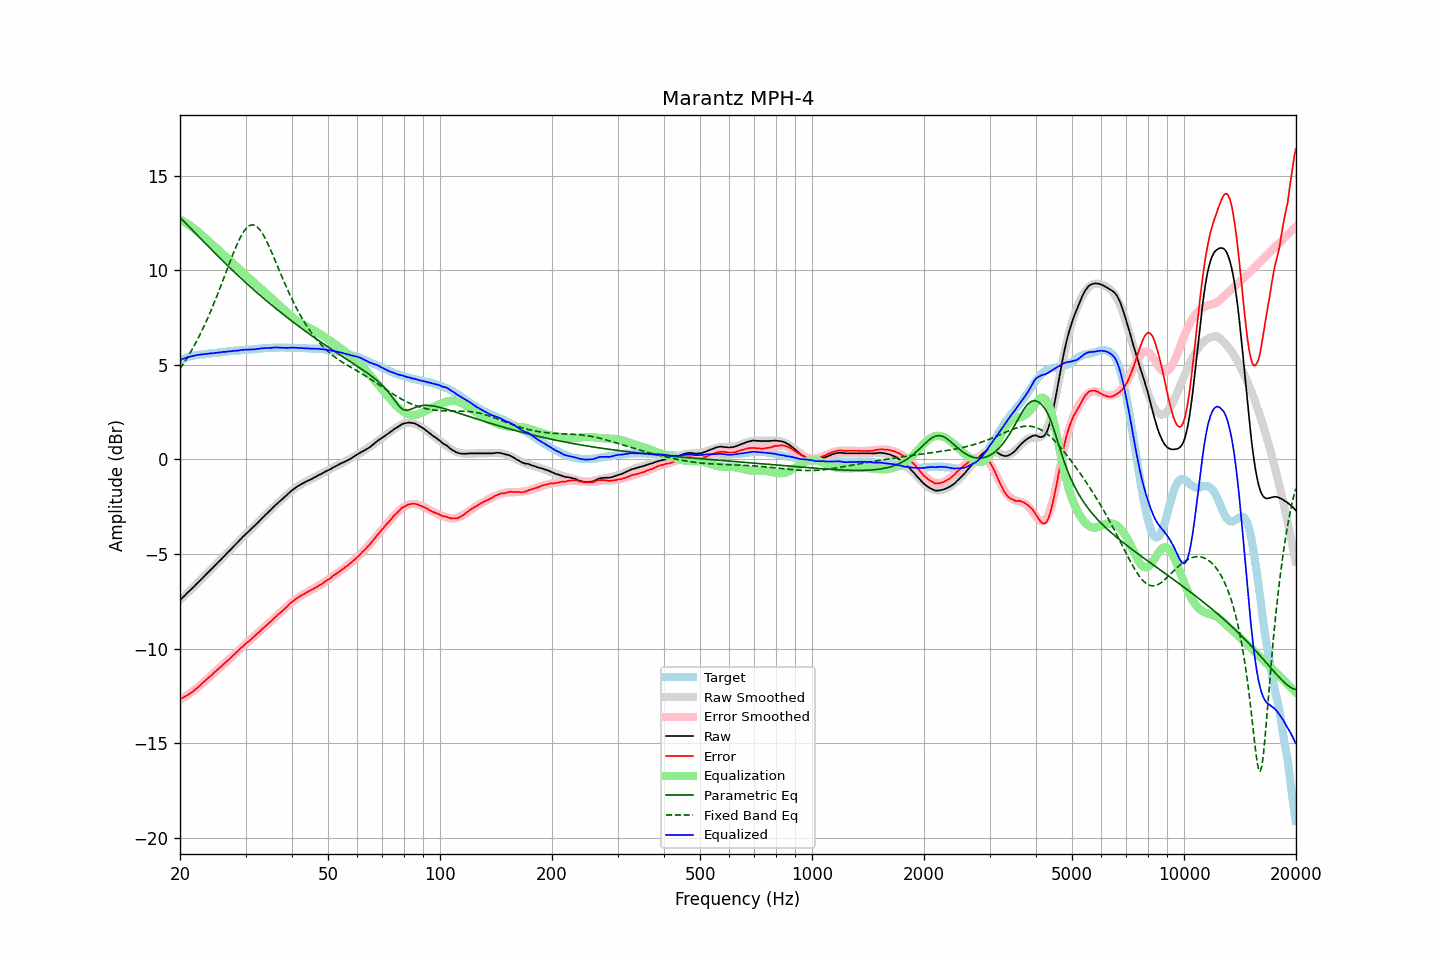 Marantz MPH-4
Amplitude (dBr)
15
10
5
0
−5
−10
−15
−20
Target
Raw Smoothed
Error Smoothed
Raw
Error
Equalization
Parametric Eq
Fixed Band Eq
Equalized
20 50 100 200 500 1000 2000 5000 10000 20000
Frequency (Hz)